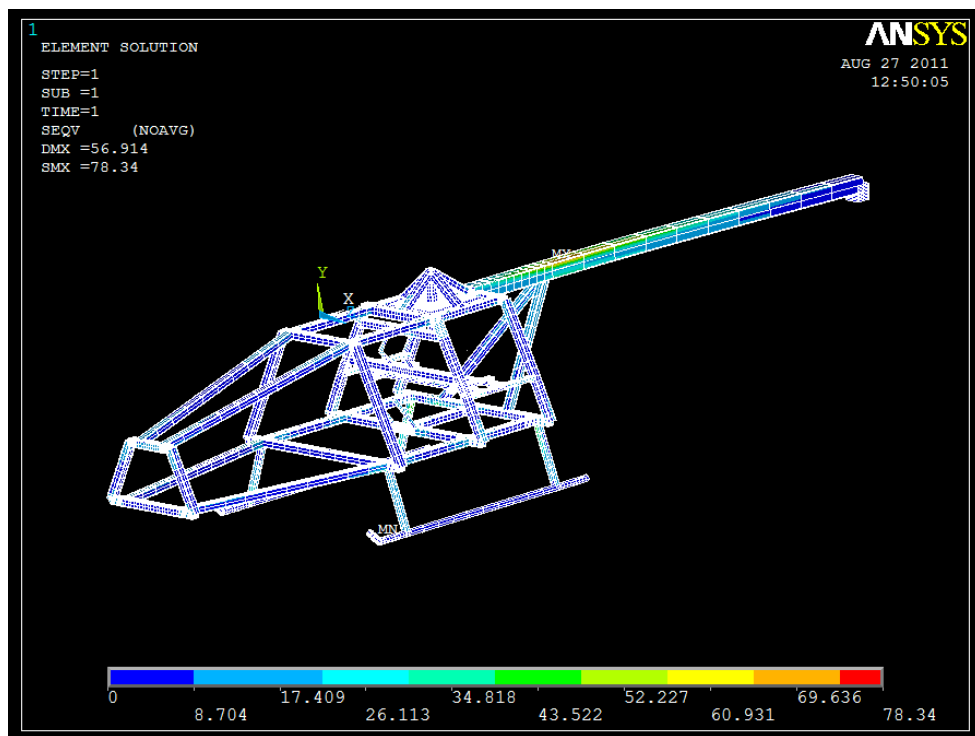 1
ANSYS
ELEMENT SOLUTION
AUG 27 2011
12:50:05
STEP=1
SUB =1
TIME=1
SEQV (NOAVG)
DMX =56.914
SMX =78.34
MX
Y
X
MN
0 17.409 34.818 52.227 69.636
8.704 26.113 43.522 60.931 78.34